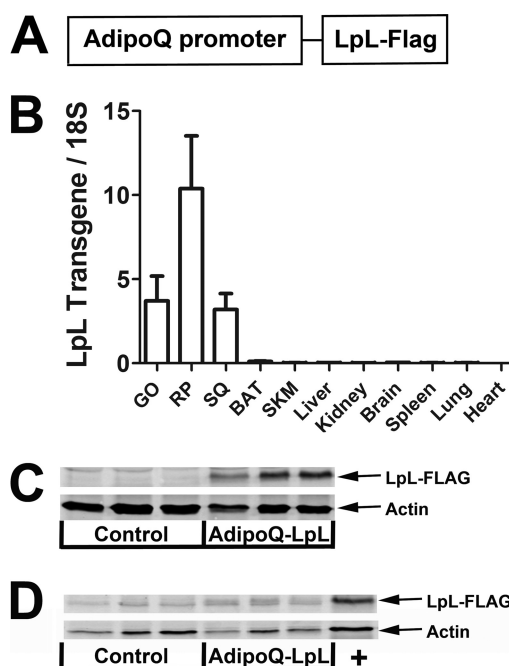 A
AdipoQ promoter
LpL-Flag
B
LpL Transgene / 18S
15
10
5
0
GO
RP
SQ
BAT
SKM
Liver
Kidney
Brain
Spleen
Lung
Heart
C
LpL-FLAG
Actin
Control
AdipoQ-LpL
D
LpL-FLAG
Actin
Control
AdipoQ-LpL
+